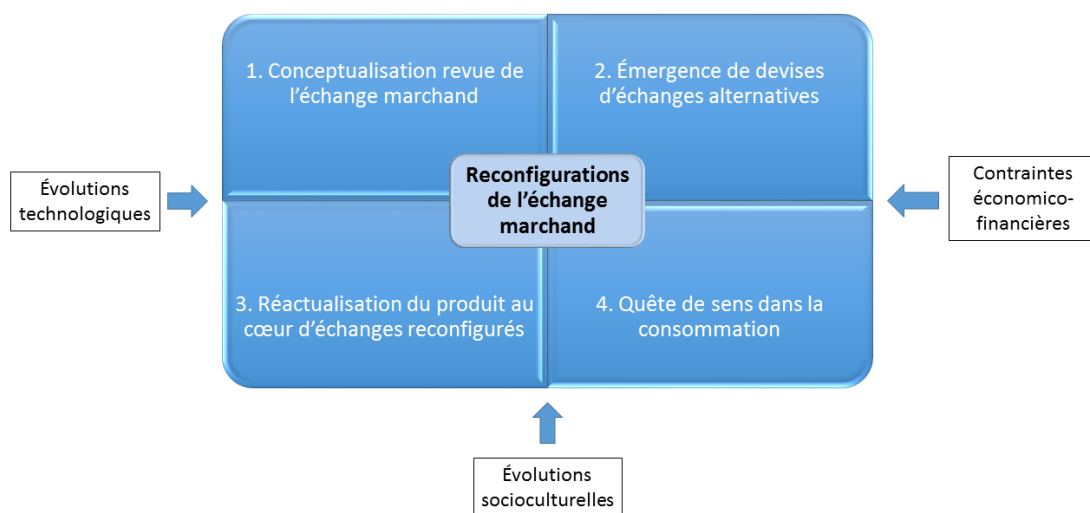 1. Conceptualisation revue de
l’échange marchand
2. Émergence de devises
d’échanges alternatives
Reconfigurations
de l’échange
marchand
Évolutions
technologiques
Contraintes
économico-
financières
3. Réactualisation du produit au
cœur d’échanges reconfigurés
4. Quête de sens dans la
consommation
Évolutions
socioculturelles